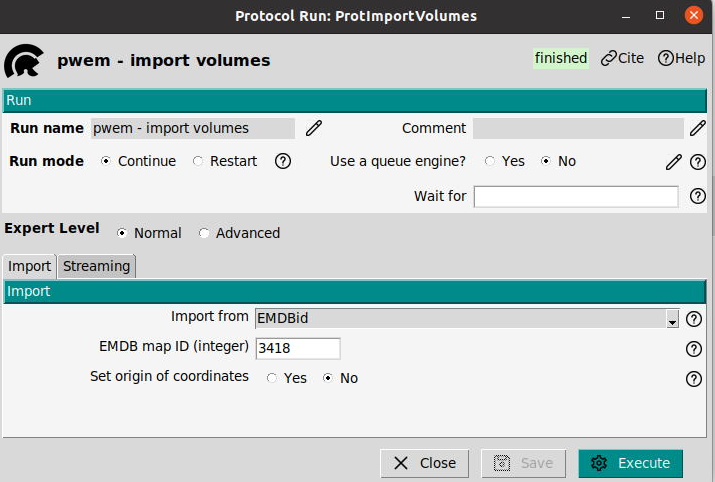 Protocol Run: ProtImportVolumes
pwem - import volumes finished Cite Help
Run
Run name pwem - import volumes Comment
Run mode Continue Restart Use a queue engine? Yes No
Wait for
Expert Level Normal Advanced
Import Streaming
Import
Import from EMDBid
EMDB map ID (integer) 3418
Set origin of coordinates Yes No
Close Save Execute